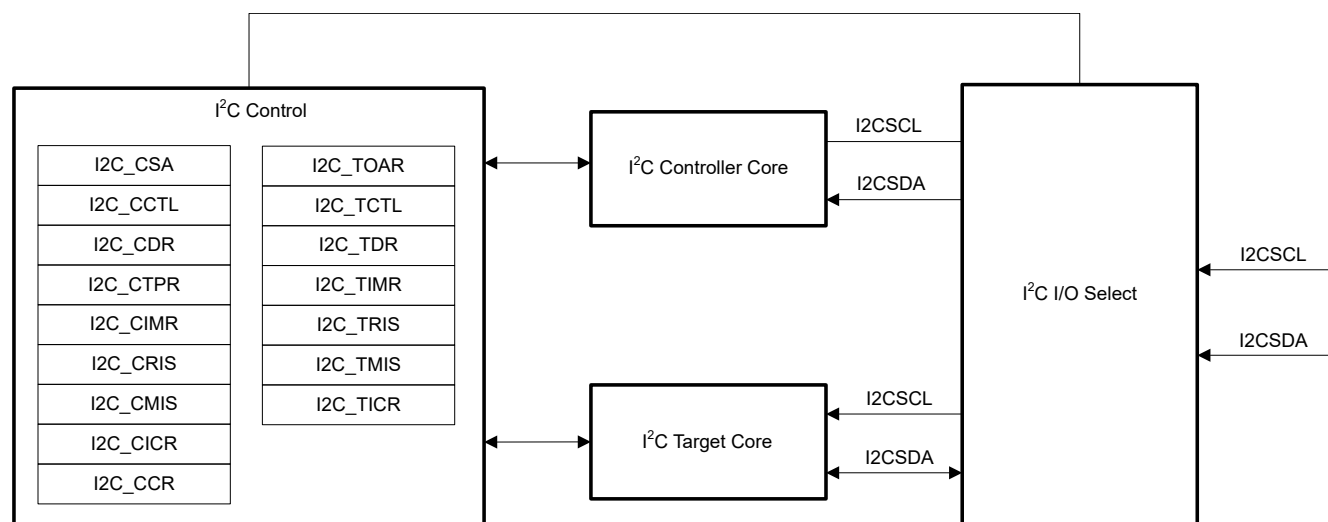 I²C Control
I2C_CSA
I2C_CCTL
I2C_CDR
I2C_CTPR
I2C_CIMR
I2C_CRIS
I2C_CMIS
I2C_CICR
I2C_CCR
I2C_TOAR
I2C_TCTL
I2C_TDR
I2C_TIMR
I2C_TRIS
I2C_TMIS
I2C_TICR
I²C Controller Core
I2CSCL
I2CSDA
I²C Target Core
I2CSCL
I2CSDA
I²C I/O Select
I2CSCL
I2CSDA